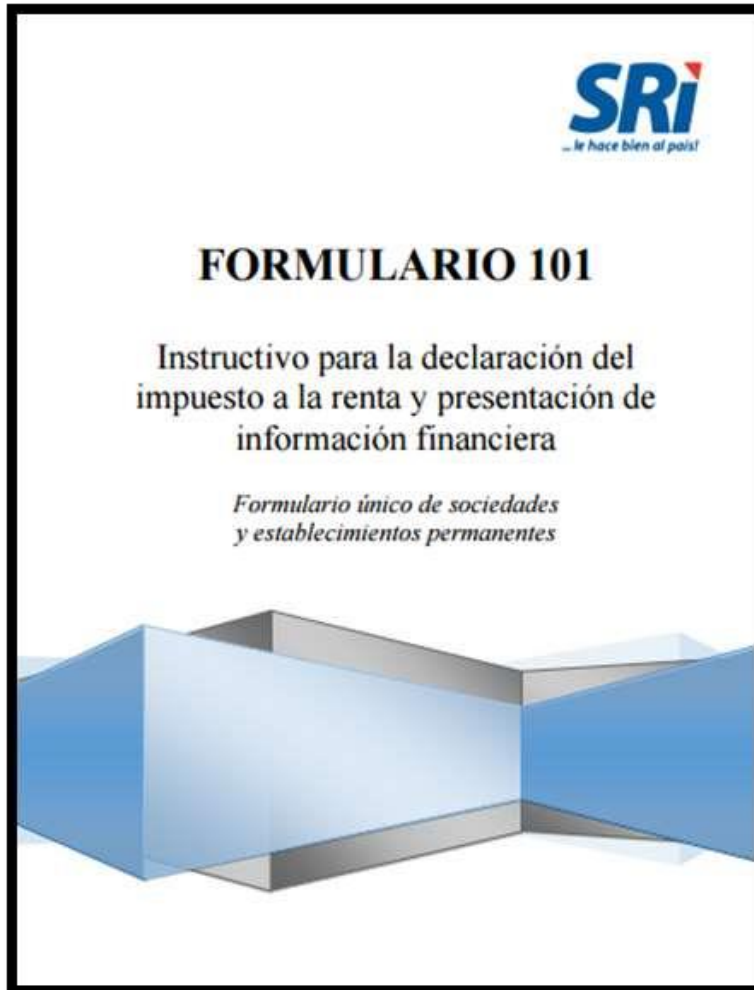 SRi
... le hace bien al país!
FORMULARIO 101
Instructivo para la declaración del
impuesto a la renta y presentación de
información financiera
Formulario único de sociedades
y establecimientos permanentes